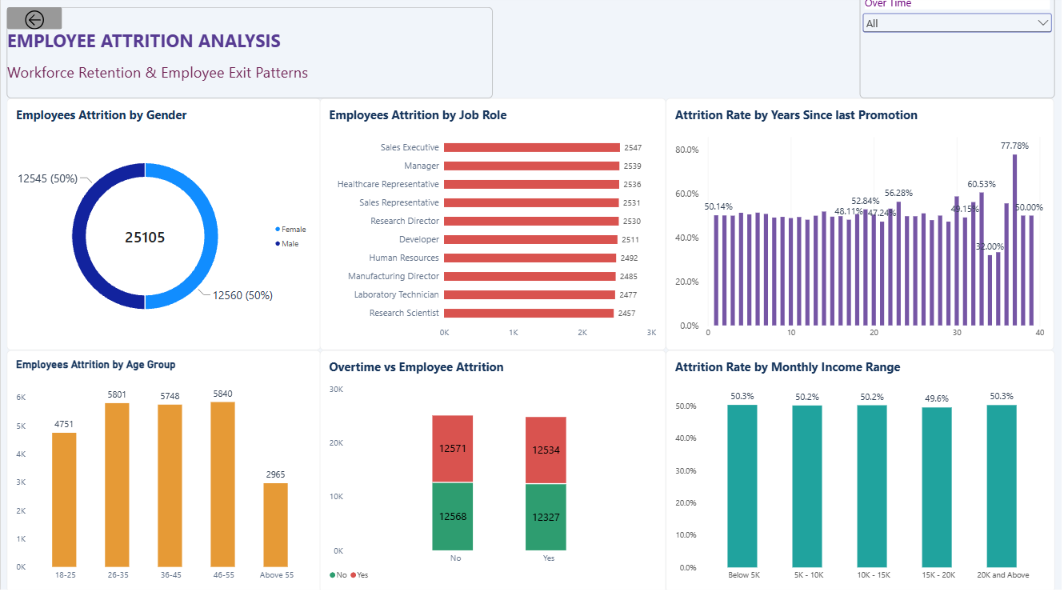 Over Time
All
EMPLOYEE ATTRITION ANALYSIS
Workforce Retention & Employee Exit Patterns
Employees Attrition by Gender
12545 (50%)
25105
Female
Male
12560 (50%)
Employees Attrition by Job Role
Sales Executive 2547
Manager 2539
Healthcare Representative 2536
Sales Representative 2531
Research Director 2530
Developer 2511
Human Resources 2492
Manufacturing Director 2485
Laboratory Technician 2477
Research Scientist 2457
0K 1K 2K 3K
Attrition Rate by Years Since last Promotion
80.0%
60.0%
40.0%
20.0%
0.0%
50.14% 48.11% 52.84% 47.24% 56.28% 49.15% 60.53% 32.00% 77.78% 50.00%
0 10 20 30 40
Employees Attrition by Age Group
6K
5K
4K
3K
2K
1K
0K
4751 5801 5748 5840 2965
18-25 26-35 36-45 46-55 Above 55
Overtime vs Employee Attrition
30K
20K
10K
0K
12571 12534
12568 12327
No Yes
No Yes
Attrition Rate by Monthly Income Range
50.0%
40.0%
30.0%
20.0%
10.0%
0.0%
50.3% 50.2% 50.2% 49.6% 50.3%
Below 5K 5K - 10K 10K - 15K 15K - 20K 20K and Above